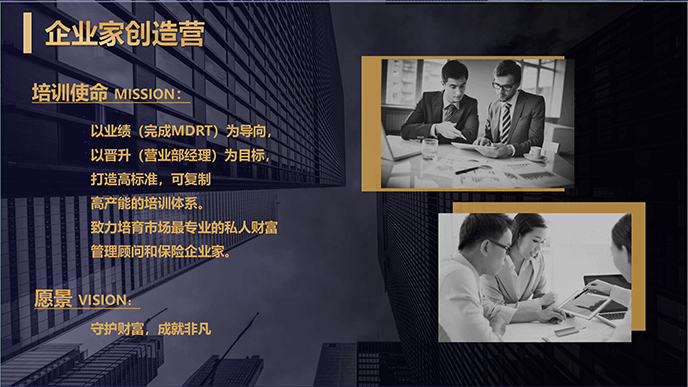 企业家创造营
培训使命 MISSION：
以业绩（完成MDRT）为导向，
以晋升（营业部经理）为目标，
打造高标准，可复制
高产能的培训体系。
致力培育市场最专业的私人财富
管理顾问和保险企业家。
愿景 VISION：
守护财富，成就非凡